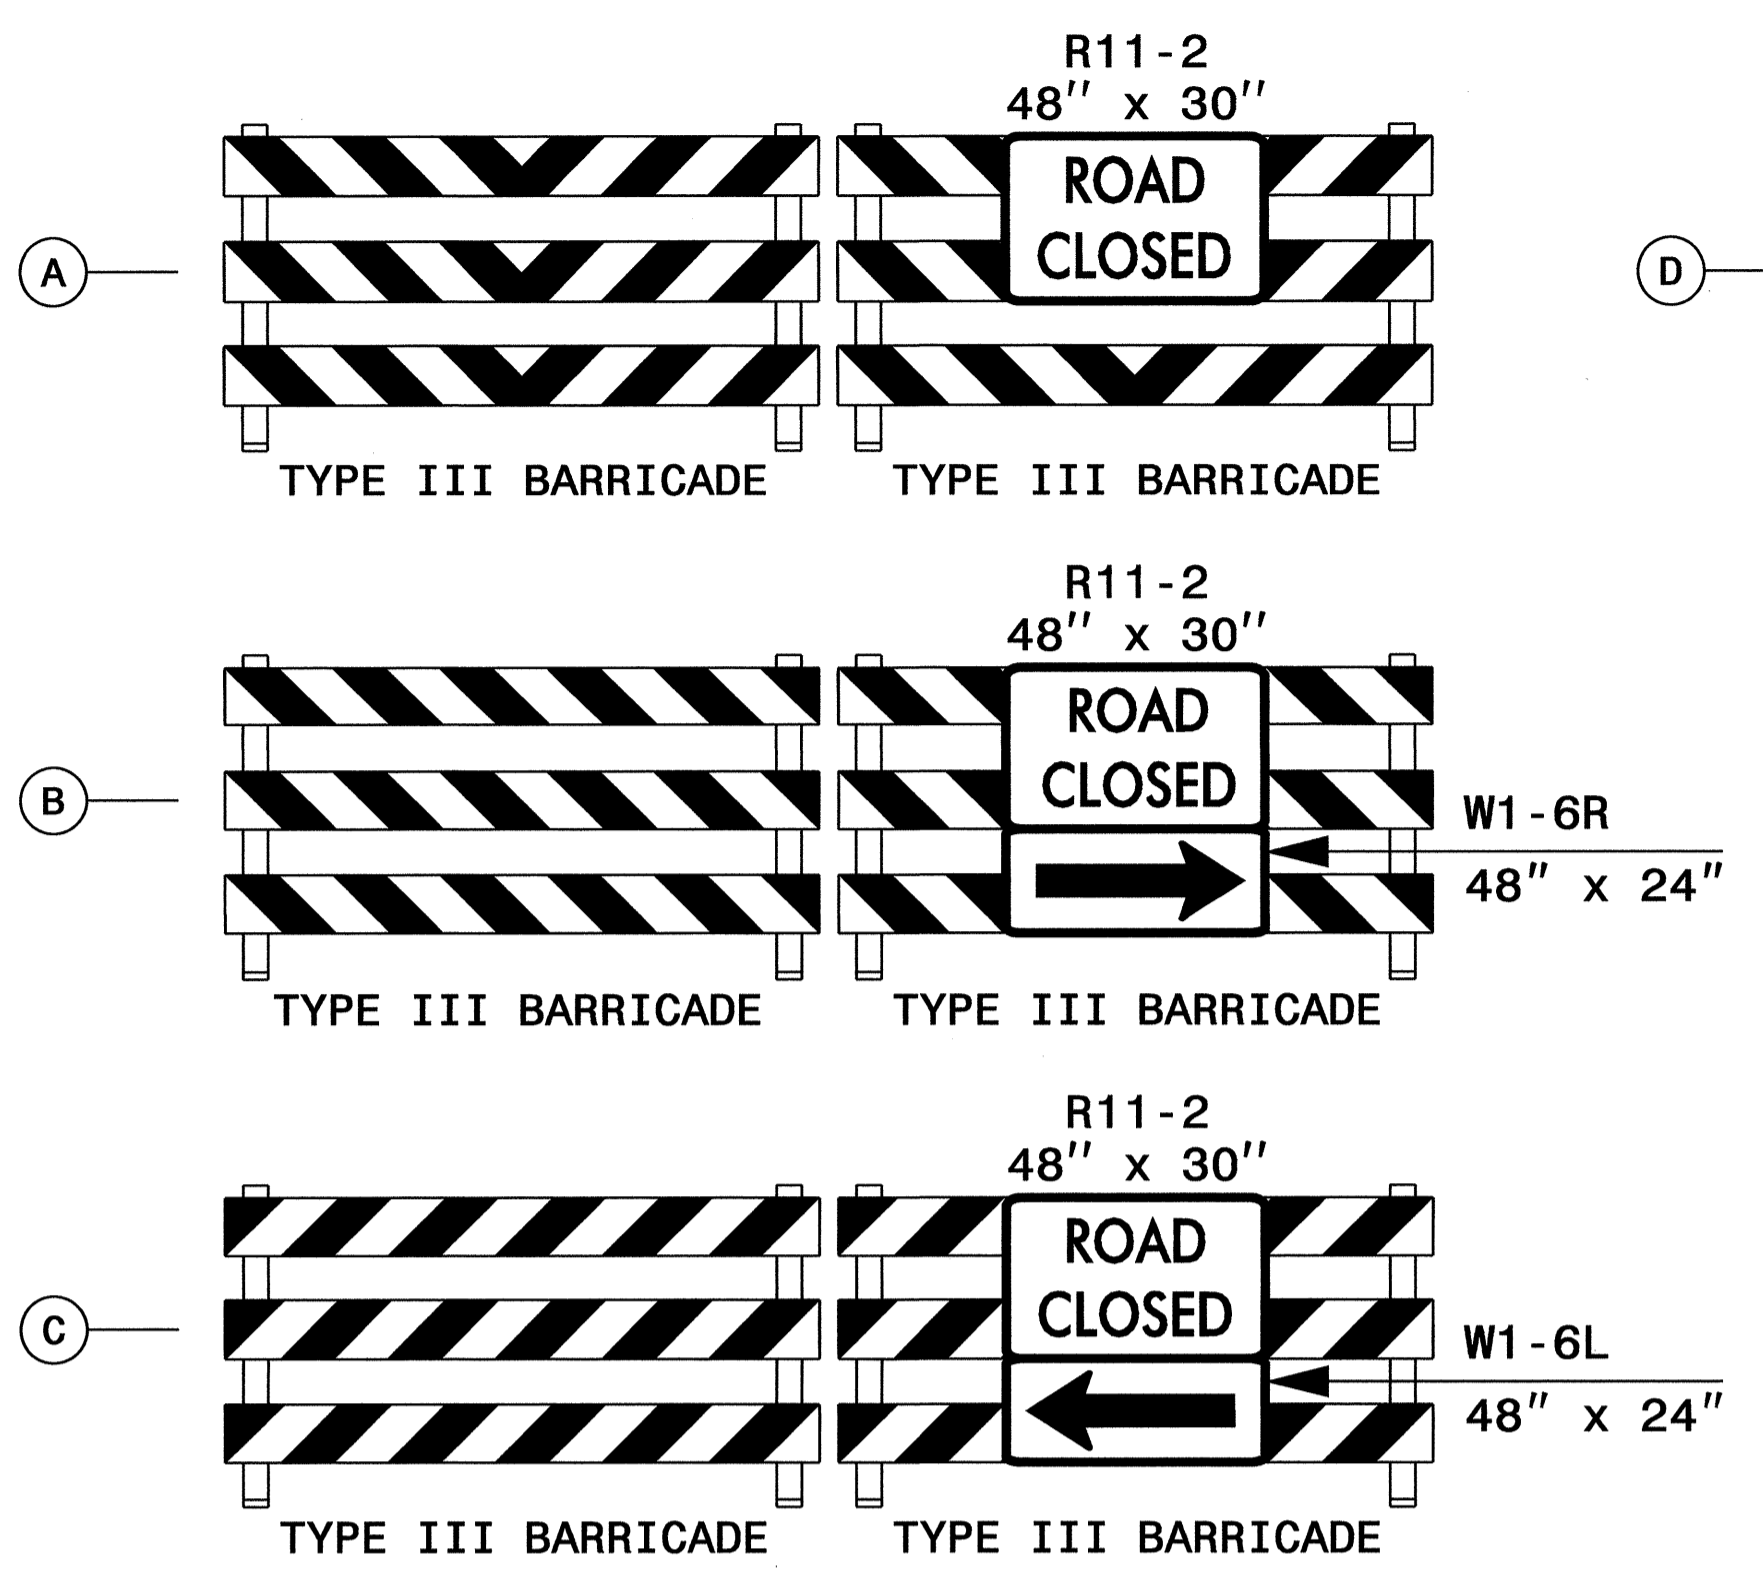 R11-2
48" x 30"
ROAD
CLOSED
A
D
TYPE III BARRICADE
TYPE III BARRICADE
R11-2
48" x 30"
ROAD
CLOSED
B
W1-6R
48" x 24"
TYPE III BARRICADE
TYPE III BARRICADE
R11-2
48" x 30"
ROAD
CLOSED
C
W1-6L
48" x 24"
TYPE III BARRICADE
TYPE III BARRICADE